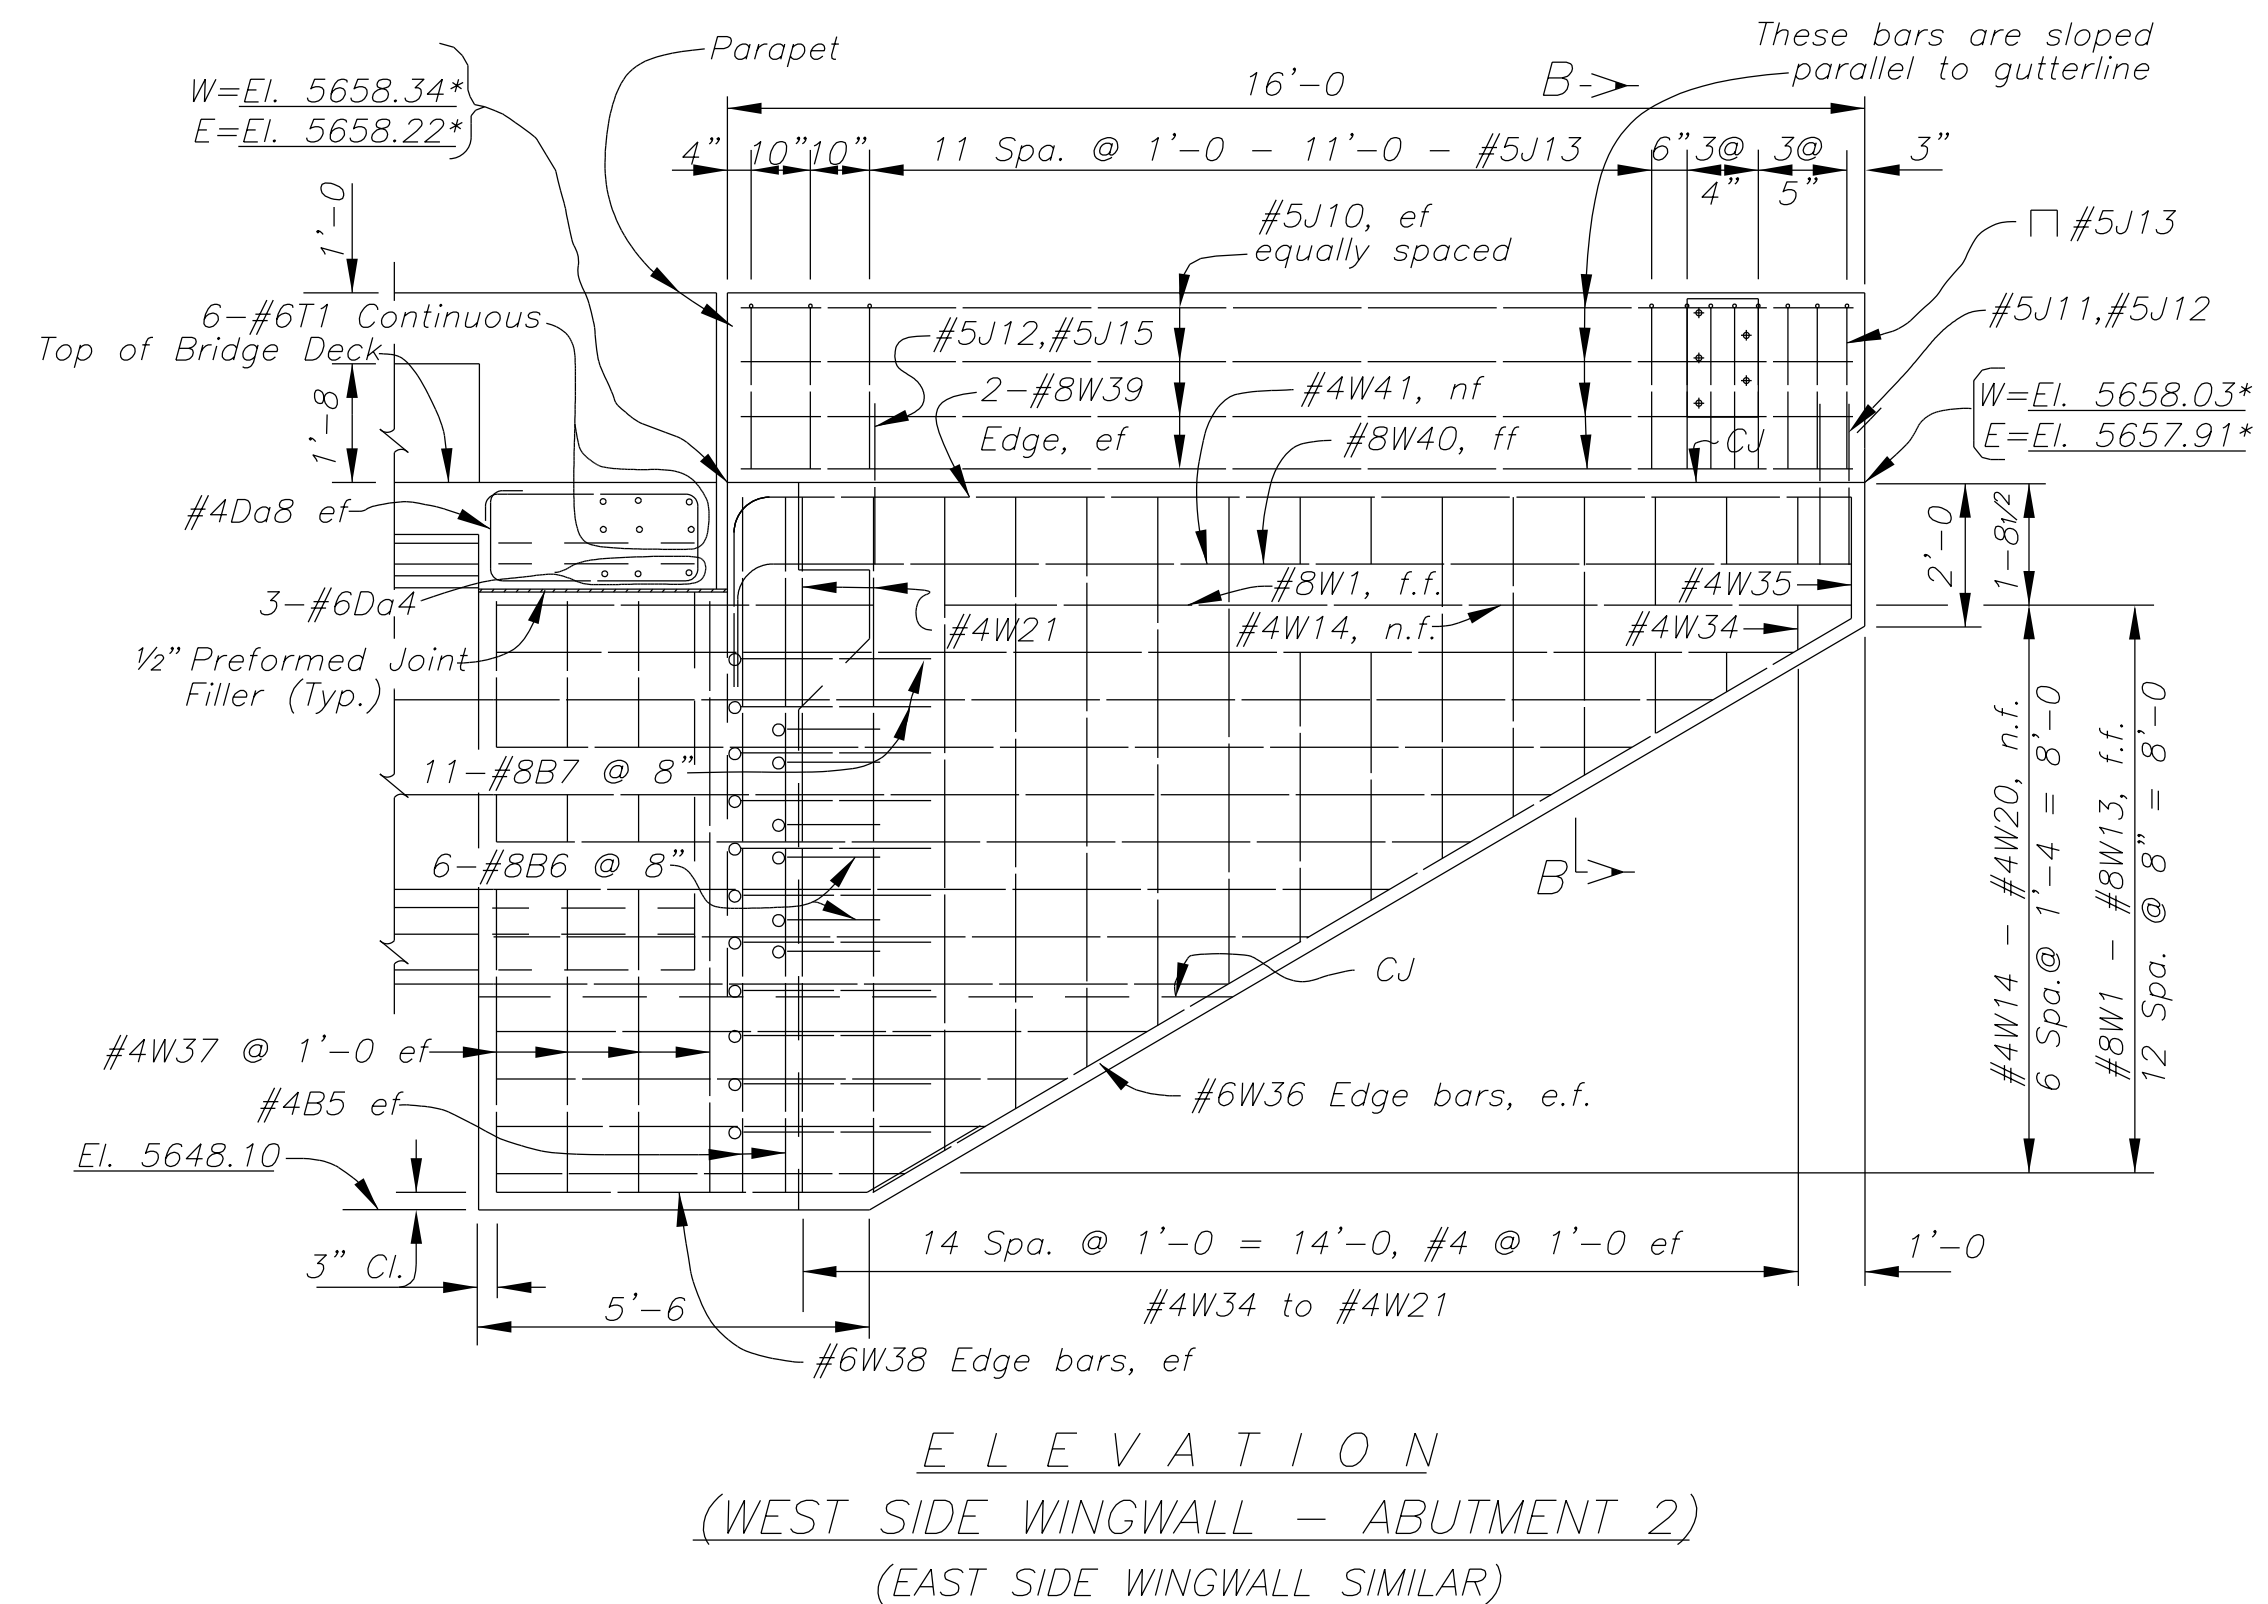 Parapet
These bars are sloped
parallel to gutterline
W=El. 5658.34*
E=El. 5658.22*
16'-0
B
4"
10"
10"
11 Spa. @ 1'-0 - 11'-0 - #5J13
6"
3@
4"
3@
5"
3"
1'-0
#5J10, ef
equally spaced
#5J13
6-#6T1 Continuous
Top of Bridge Deck
#5J12,#5J15
#5J11,#5J12
1'-8
2-#8W39
Edge, ef
#4W41, nf
#8W40, ff
CJ
W=El. 5658.03*
E=El. 5657.91*
#4Da8 ef
2'-0
1-8½
3-#6Da4
#8W1, f.f.
#4W35
#4W21
#4W14, n.f.
#4W34
½" Preformed Joint
Filler (Typ.)
11-#8B7 @ 8"
6-#8B6 @ 8"
B
#4W14 - #4W20, n.f.
6 Spa.@ 1'-4 = 8'-0
#8W1 - #8W13, f.f.
12 Spa. @ 8" = 8'-0
CJ
#4W37 @ 1'-0 ef
#4B5 ef
#6W36 Edge bars, e.f.
El. 5648.10
3" Cl.
14 Spa. @ 1'-0 = 14'-0, #4 @ 1'-0 ef
1'-0
5'-6
#4W34 to #4W21
#6W38 Edge bars, ef
ELEVATION
(WEST SIDE WINGWALL - ABUTMENT 2)
(EAST SIDE WINGWALL SIMILAR)